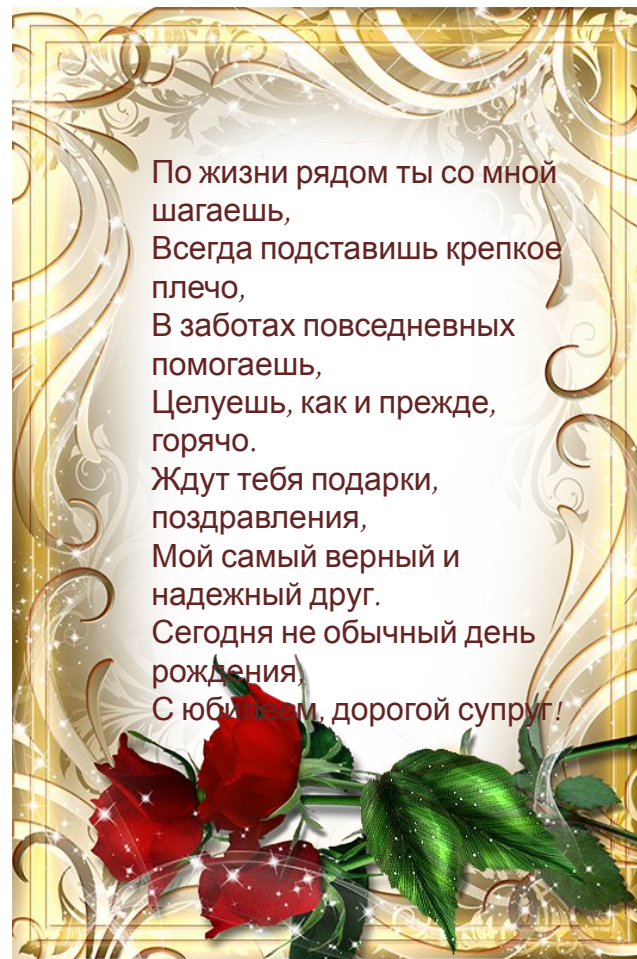 По жизни рядом ты со мной
шагаешь,
Всегда подставишь крепкое
плечо,
В заботах повседневных
помогаешь,
Целуешь, как и прежде,
горячо.
Ждут тебя подарки,
поздравления,
Мой самый верный и
надежный друг.
Сегодня не обычный день
рождения,
С юбилеем, дорогой супруг!